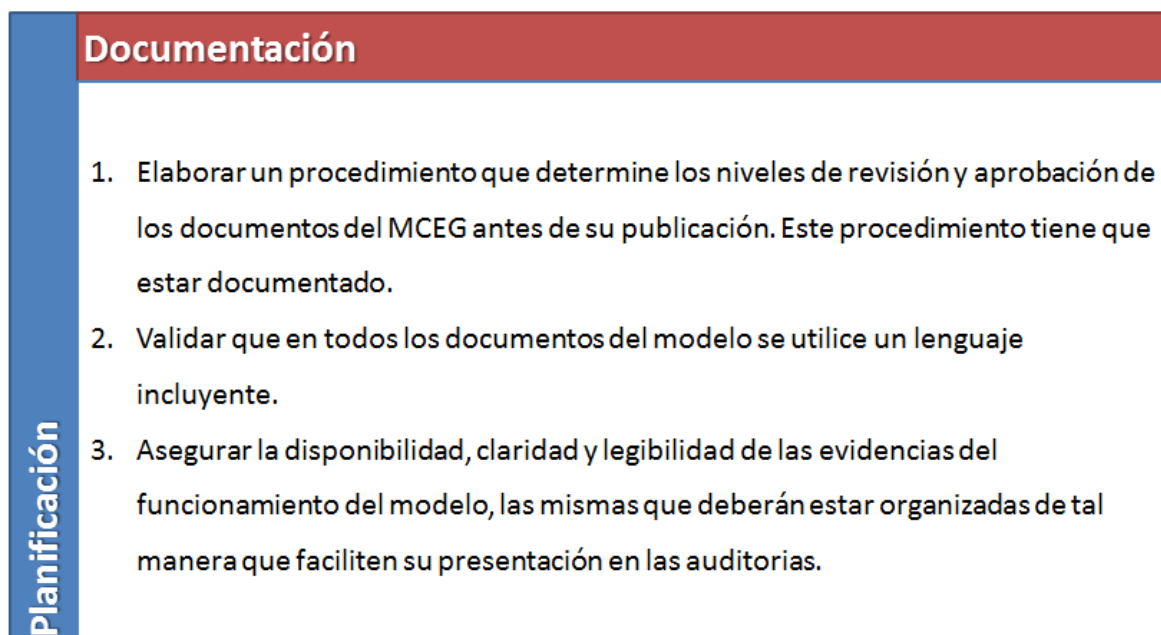 Documentación
1. Elaborar un procedimiento que determine los niveles de revisión y aprobación de
los documentos del MCEG antes de su publicación. Este procedimiento tiene que
estar documentado.
2. Validar que en todos los documentos del modelo se utilice un lenguaje
incluyente.
3. Asegurar la disponibilidad, claridad y legibilidad de las evidencias del
funcionamiento del modelo, las mismas que deberán estar organizadas de tal
manera que faciliten su presentación en las auditorias.
Planificación